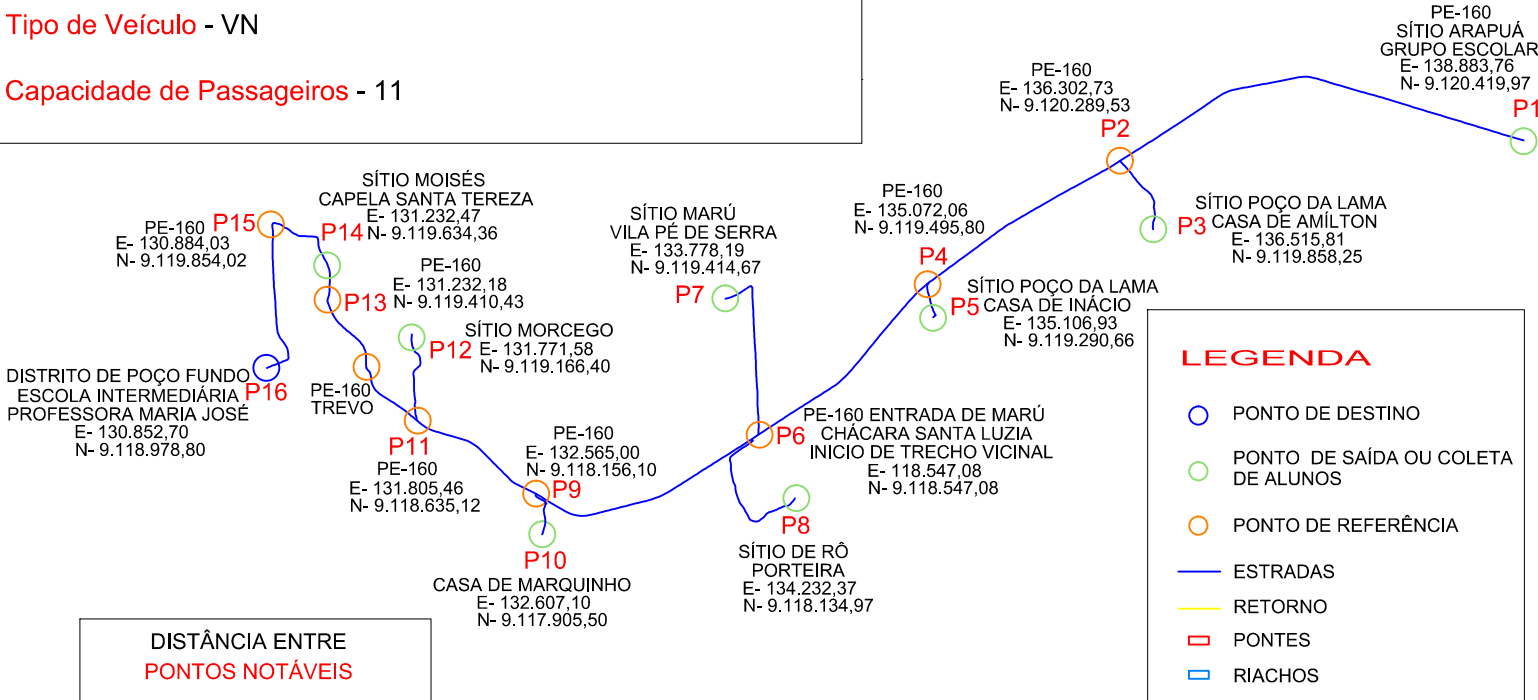 Tipo de Veículo - VN
Capacidade de Passageiros - 11
PE-160
SÍTIO ARAPUÁ
GRUPO ESCOLAR
E- 138.883,76
N- 9.120.419,97
P1
PE-160
E- 136.302,73
N- 9.120.289,53
P2
SÍTIO POÇO DA LAMA
CASA DE AMÍLTON
E- 136.515,81
N- 9.119.858,25
P3
PE-160
E- 135.072,06
N- 9.119.495,80
P4
SÍTIO POÇO DA LAMA
CASA DE INÁCIO
E- 135.106,93
N- 9.119.290,66
P5
SÍTIO MARÚ
VILA PÉ DE SERRA
E- 133.778,19
N- 9.119.414,67
P7
PE-160 ENTRADA DE MARÚ
CHÁCARA SANTA LUZIA
INICIO DE TRECHO VICINAL
E- 118.547,08
N- 9.118.547,08
P6
P8
SÍTIO DE RÔ
PORTEIRA
E- 134.232,37
N- 9.118.134,97
PE-160
E- 132.565,00
N- 9.118.156,10
P9
P10
CASA DE MARQUINHO
E- 132.607,10
N- 9.117.905,50
P11
PE-160
E- 131.805,46
N- 9.118.635,12
SÍTIO MORCEGO
E- 131.771,58
N- 9.119.166,40
P12
PE-160
TREVO
PE-160
E- 131.232,18
N- 9.119.410,43
P13
SÍTIO MOISÉS
CAPELA SANTA TEREZA
E- 131.232,47
N- 9.119.634,36
P14
PE-160
E- 130.884,03
N- 9.119.854,02
P15
DISTRITO DE POÇO FUNDO
ESCOLA INTERMEDIÁRIA
PROFESSORA MARIA JOSÉ
E- 130.852,70
N- 9.118.978,80
P16
DISTÂNCIA ENTRE
PONTOS NOTÁVEIS
LEGENDA
PONTO DE DESTINO
PONTO DE SAÍDA OU COLETA
DE ALUNOS
PONTO DE REFERÊNCIA
ESTRADAS
RETORNO
PONTES
RIACHOS